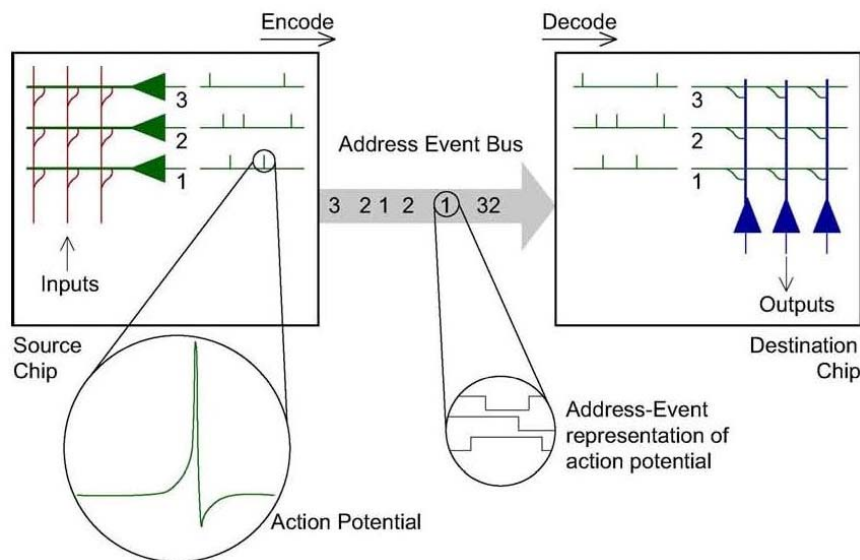 Encode
Decode
3
2
1
3
2
1
Address Event Bus
3 2 1 2 1 32
Inputs
Outputs
Source
Chip
Destination
Chip
Address-Event
representation of
action potential
Action Potential